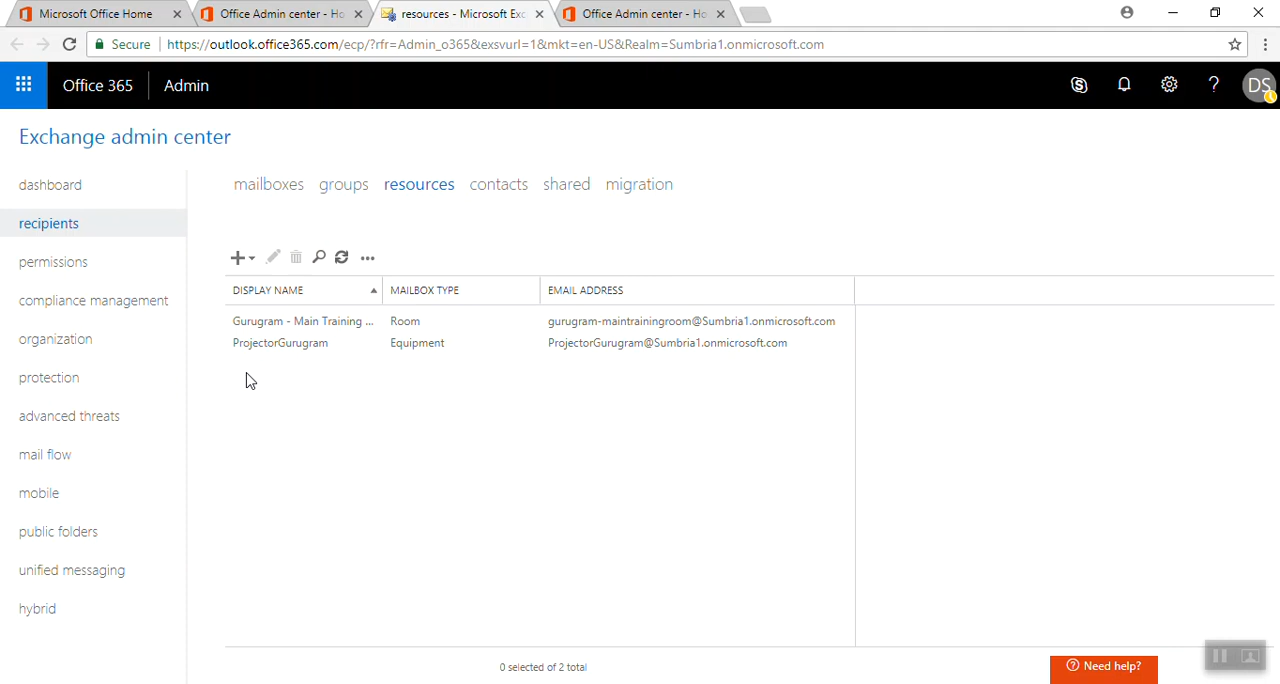 Microsoft Office Home
Office Admin center - Ho
resources - Microsoft Exc
Office Admin center - Ho
Secure
https://outlook.office365.com/ecp/?rfr=Admin_o365&exsvurl=1&mkt=en-US&Realm=Sumbria1.onmicrosoft.com
Office 365
Admin
?
DS
Exchange admin center
dashboard
recipients
permissions
compliance management
organization
protection
advanced threats
mail flow
mobile
public folders
unified messaging
hybrid
mailboxes groups resources contacts shared migration
DISPLAY NAME MAILBOX TYPE EMAIL ADDRESS
Gurugram - Main Training ... Room gurugram-maintrainingroom@Sumbria1.onmicrosoft.com
ProjectorGurugram Equipment ProjectorGurugram@Sumbria1.onmicrosoft.com
0 selected of 2 total
Need help?